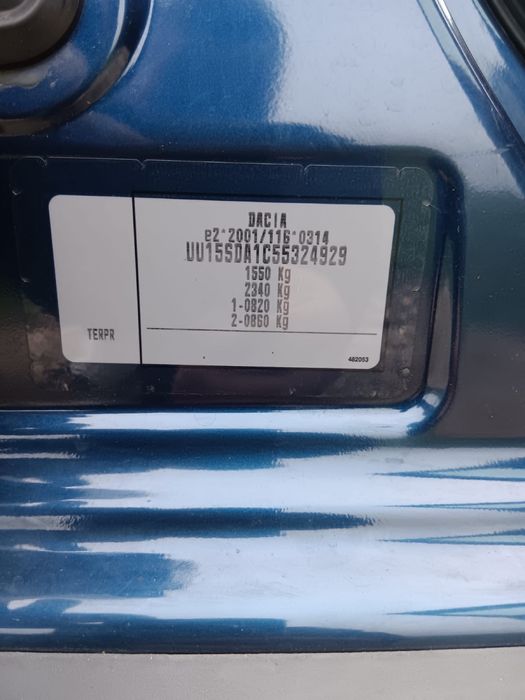 DACIA
e2*2001/116*0314
UU15SDA1C55324929
1550 Kg
2340 Kg
1-0820 Kg
2-0860 Kg
TERPR
482053